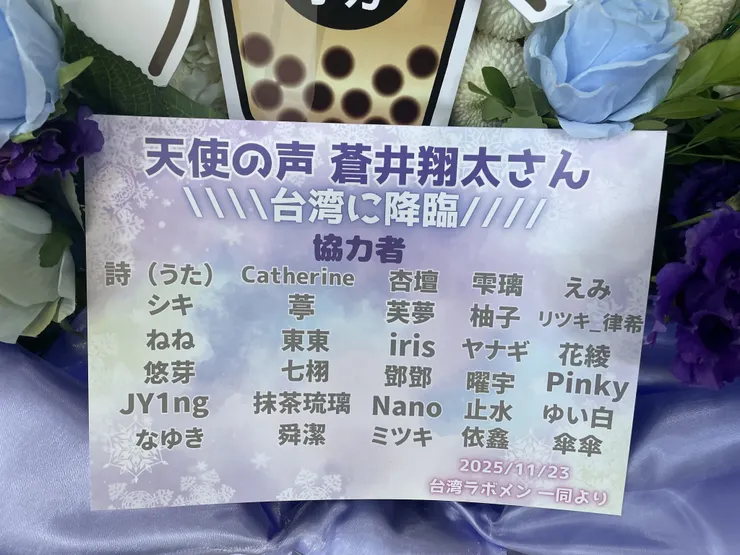 天使の声 蒼井翔太さん
\\\\台湾に降臨////
協力者
詩（うた） Catherine 杏壇 雫璃 えみ
シキ 葶 芙夢 柚子 リツキ_律希
ねね 東東 iris ヤナギ 花綾
悠芽 七栩 鄧鄧 曜宇 Pinky
JY1ng 抹茶琉璃 Nano 止水 ゆい白
なゆき 舜潔 ミツキ 依鑫 傘傘
2025/11/23
台湾ラボメン 一同より